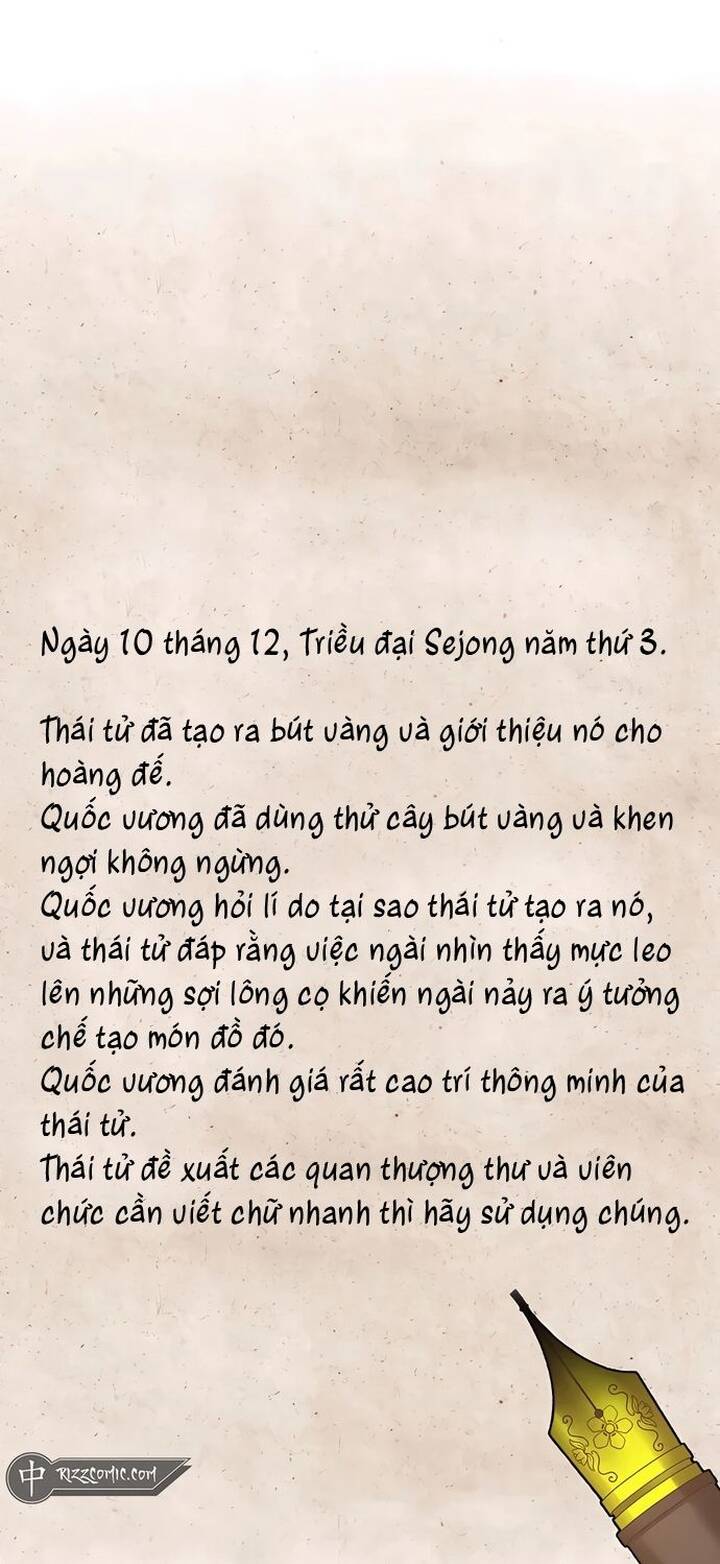 Ngày 10 tháng 12, Triều đại Sejong năm thứ 3.
Thái tử đã tạo ra bút vàng và giới thiệu nó cho
hoàng đế.
Quốc vương đã dùng thử cây bút vàng và khen
ngợi không ngừng.
Quốc vương hỏi lí do tại sao thái tử tạo ra nó,
và thái tử đáp rằng việc ngài nhìn thấy mực leo
lên những sợi lông cọ khiến ngài nảy ra ý tưởng
chế tạo món đồ đó.
Quốc vương đánh giá rất cao trí thông minh của
thái tử.
Thái tử đề xuất các quan thượng thư và viên
chức cần viết chữ nhanh thì hãy sử dụng chúng.
中 RIZZCOMIC.COM